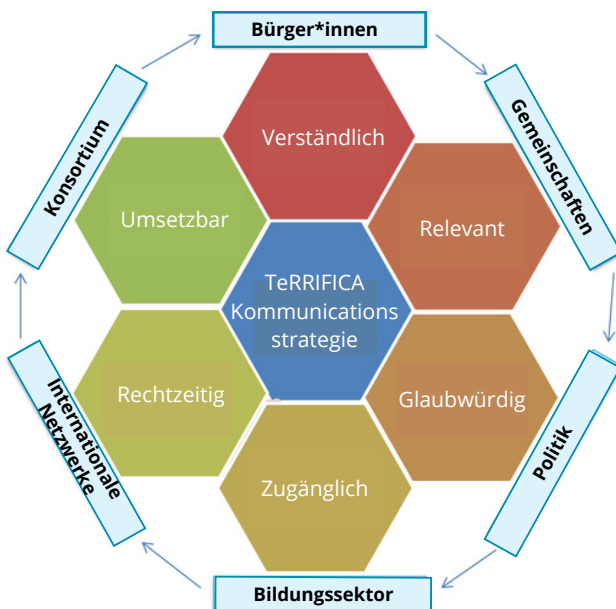 Bürger*innen
Gemeinschaften
Politik
Bildungssektor
Internationale
Netzwerke
Konsortium
Verständlich
Relevant
Glaubwürdig
Zugänglich
Rechtzeitig
Umsetzbar
TeRRIFICA
Kommunications
strategie